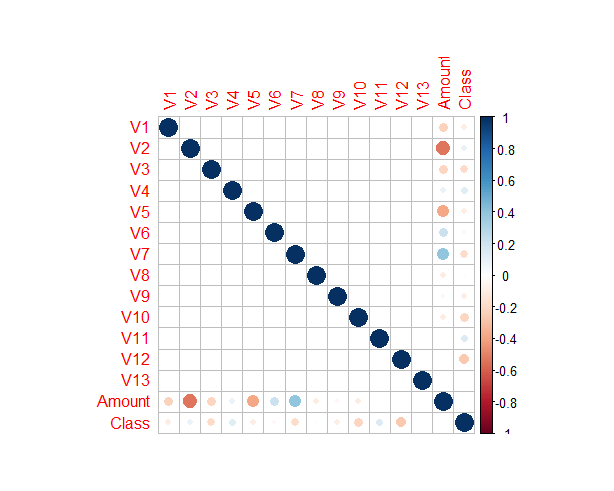 V1 V2 V3 V4 V5 V6 V7 V8 V9 V10 V11 V12 V13 Amount Class
V1
V2
V3
V4
V5
V6
V7
V8
V9
V10
V11
V12
V13
Amount
Class
1
0.8
0.6
0.4
0.2
0
-0.2
-0.4
-0.6
-0.8
-1